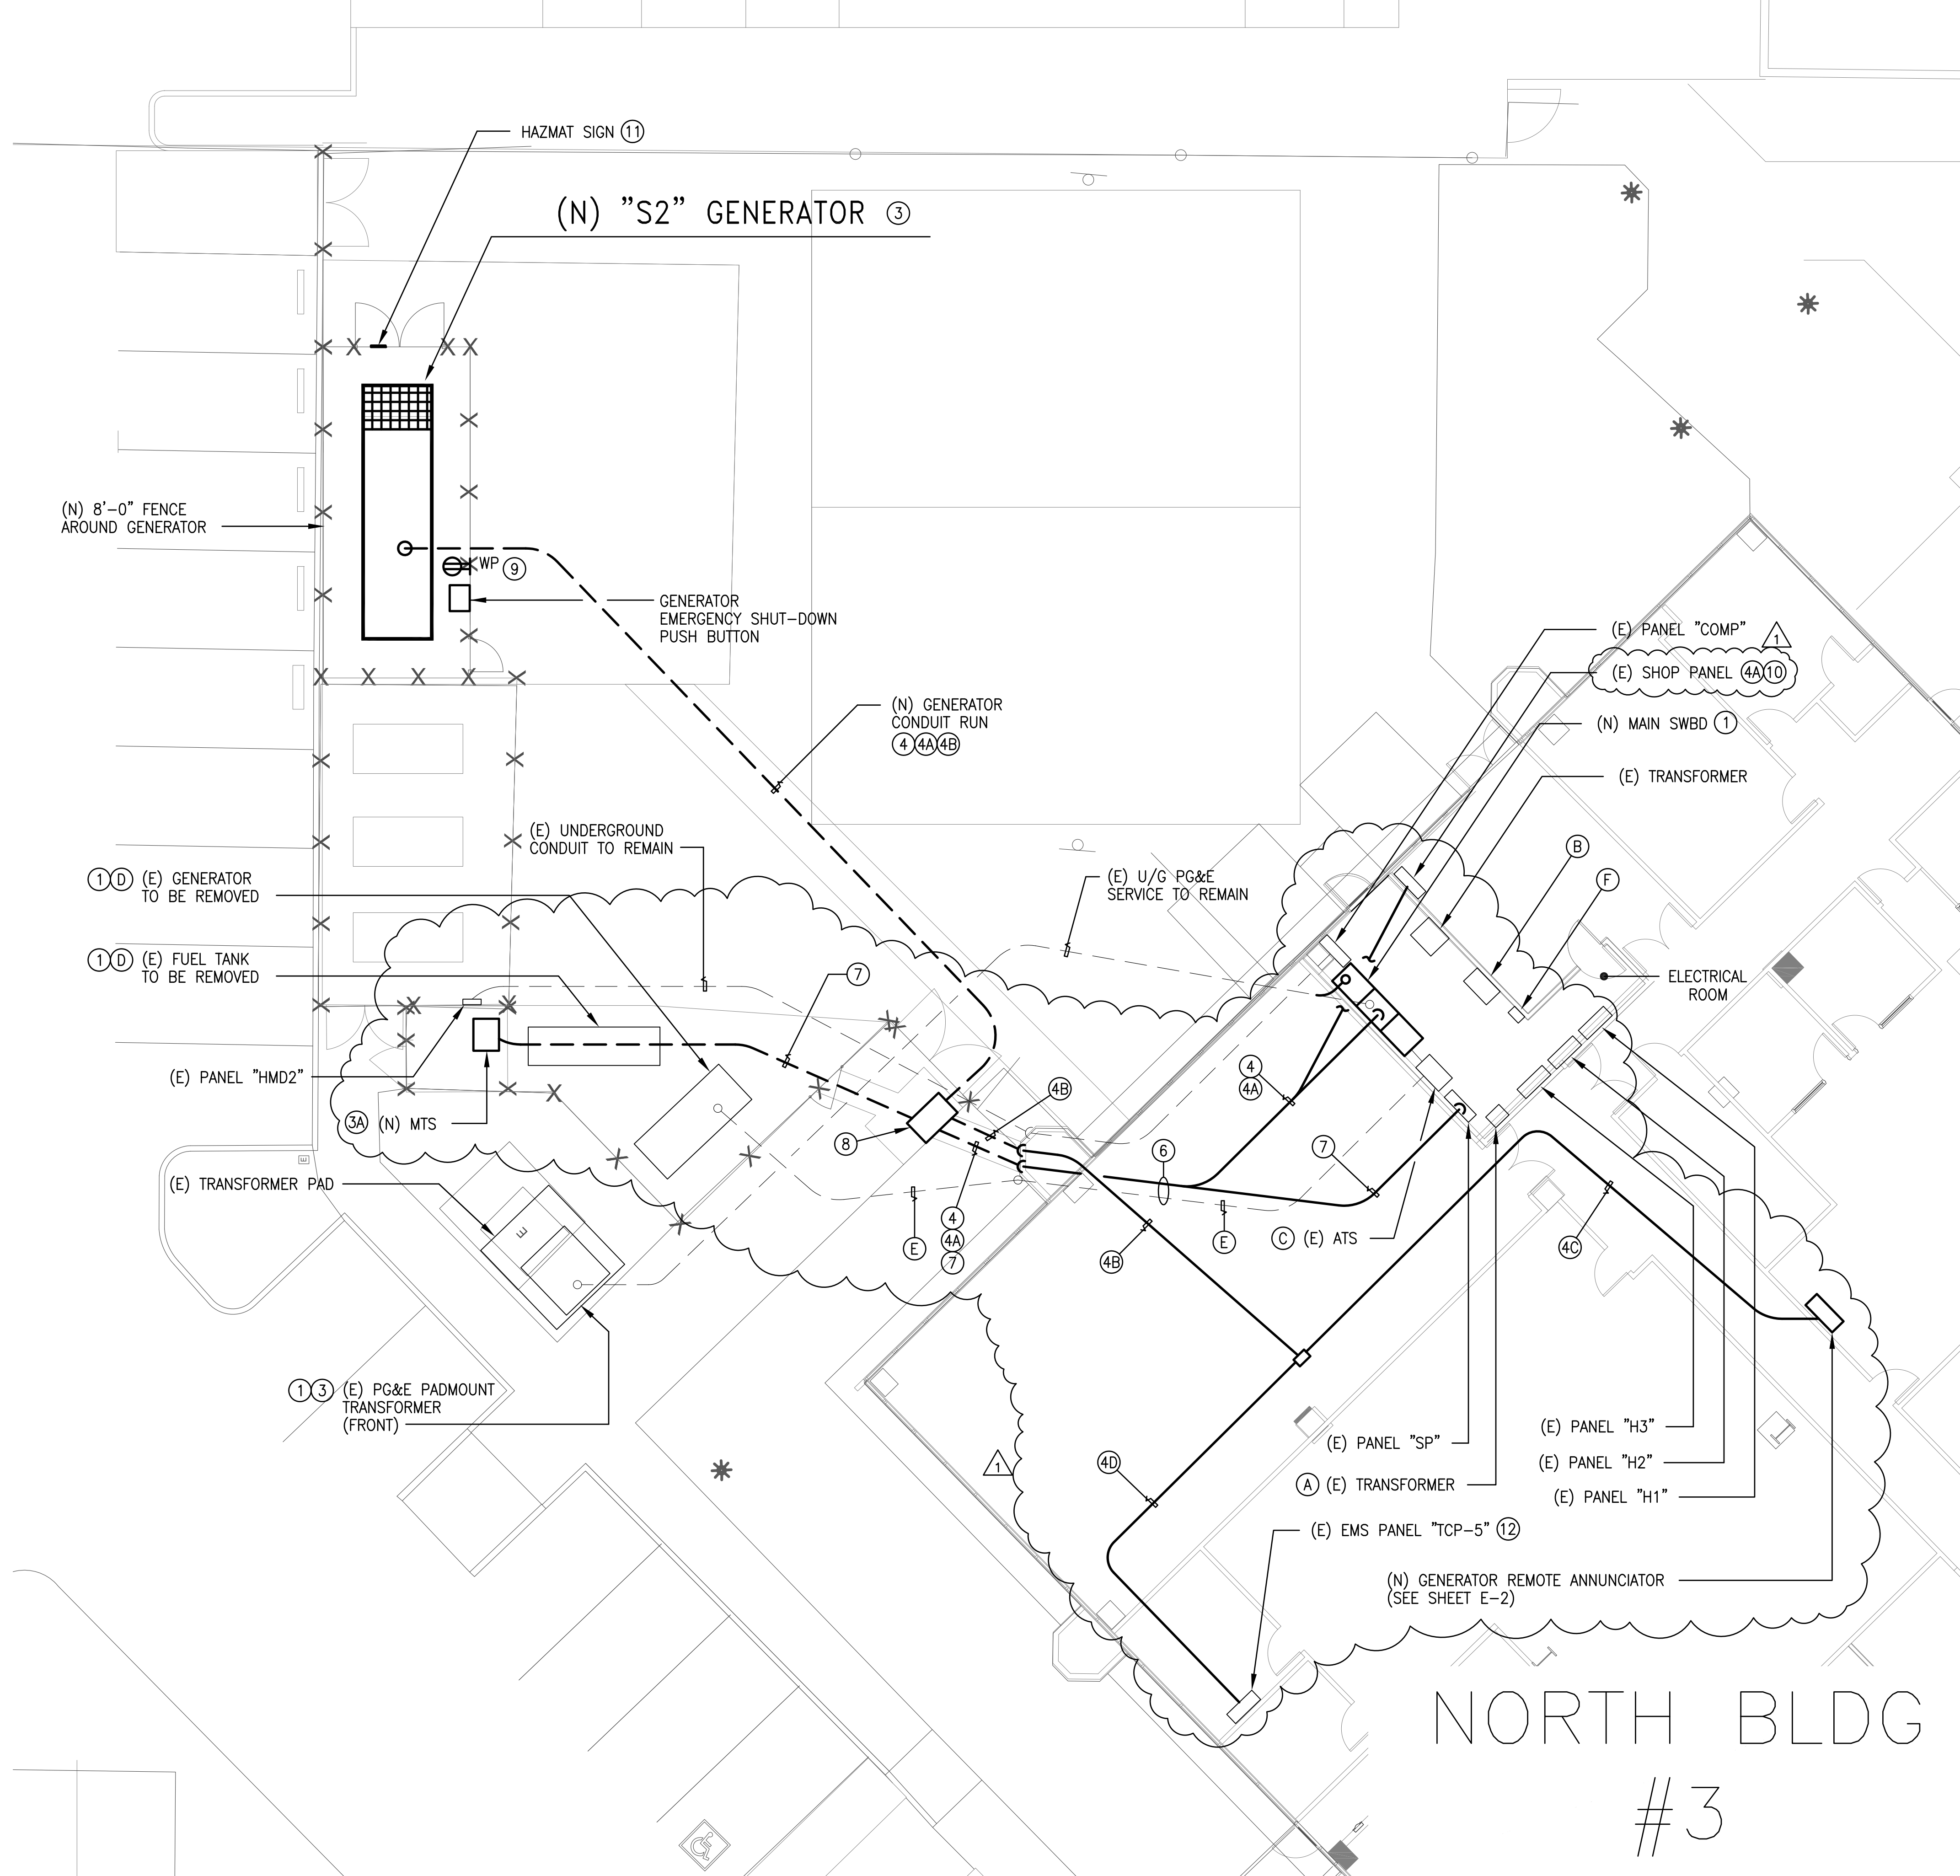 HAZMAT SIGN 11
(N) "S2" GENERATOR 3
(N) 8'-0" FENCE
AROUND GENERATOR
WP 9
GENERATOR
EMERGENCY SHUT-DOWN
PUSH BUTTON
(E) PANEL "COMP"
1
(E) SHOP PANEL 4A 10
(N) MAIN SWBD 1
(E) TRANSFORMER
(N) GENERATOR
CONDUIT RUN
4 4A 4B
(E) UNDERGROUND
CONDUIT TO REMAIN
B
F
1 D (E) GENERATOR
TO BE REMOVED
(E) U/G PG&E
SERVICE TO REMAIN
1 D (E) FUEL TANK
TO BE REMOVED
7
ELECTRICAL
ROOM
(E) PANEL "HMD2"
4
4A
4B
3A (N) MTS
8
6
7
E
(E) TRANSFORMER PAD
E
4
4A
7
E
4B
E
C (E) ATS
4C
1 3 (E) PG&E PADMOUNT
TRANSFORMER
(FRONT)
1
4D
(E) PANEL "SP"
(E) PANEL "H3"
(E) PANEL "H2"
A (E) TRANSFORMER
(E) PANEL "H1"
(E) EMS PANEL "TCP-5" 12
(N) GENERATOR REMOTE ANNUNCIATOR
(SEE SHEET E-2)
NORTH BLDG
#3